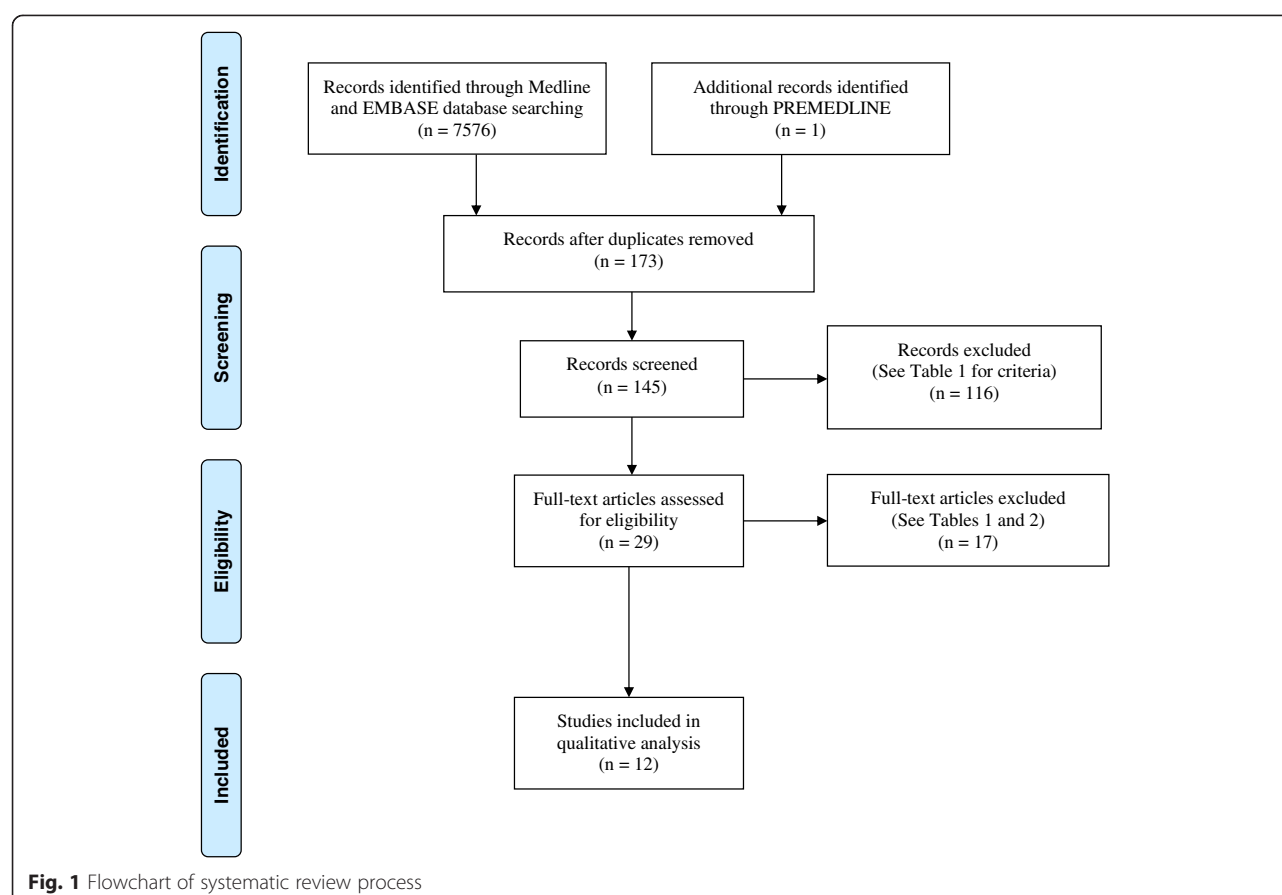 Identification
Records identified through Medline
and EMBASE database searching
(n = 7576)
Additional records identified
through PREMEDLINE
(n = 1)
Records after duplicates removed
(n = 173)
Screening
Records screened
(n = 145)
Records excluded
(See Table 1 for criteria)
n = 116)
Eligibility
Full-text articles assessed
for eligibility
(n = 29)
Full-text articles excluded
(See Tables 1 and 2)
n = 17)
Included
Studies included in
qualitative analysis
(n = 12)
Fig. 1 Flowchart of systematic review process